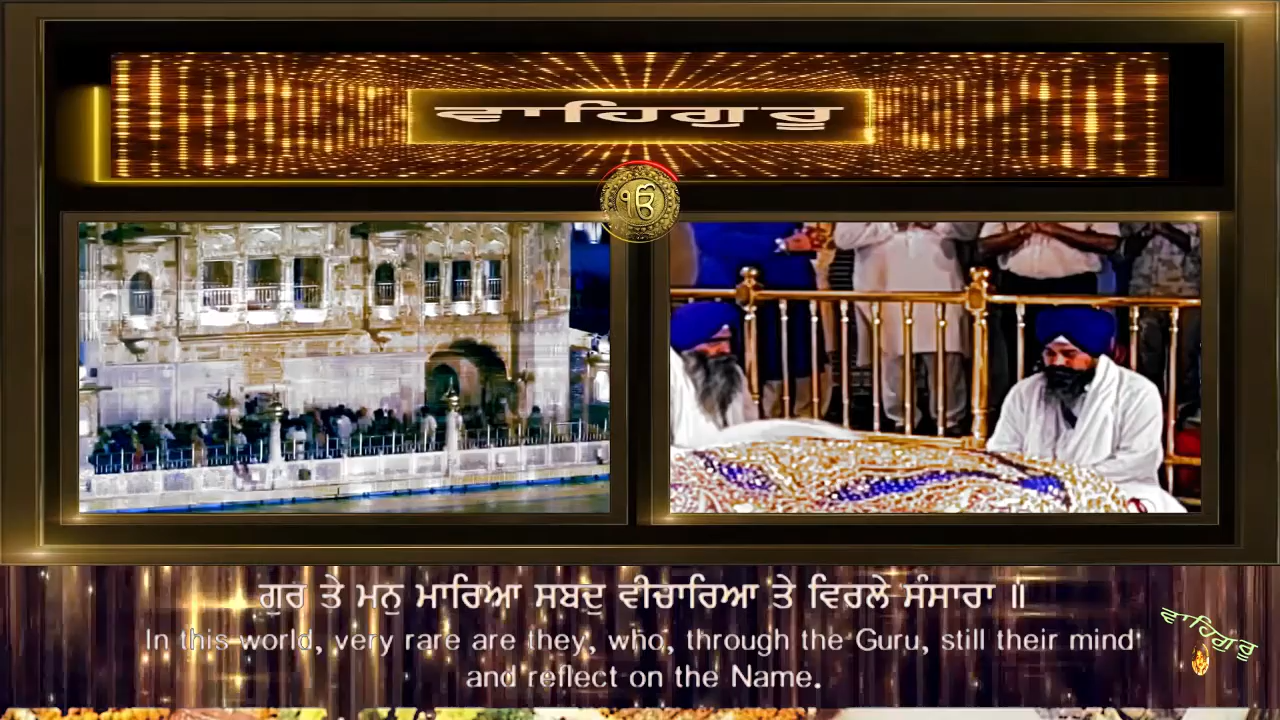 ਵਾਹਿਗੁਰੂ
ੴ
ਗੁਰ ਤੇ ਮਨੁ ਮਾਰਿਆ ਸਬਦੁ ਵੀਚਾਰਿਆ ਤੇ ਵਿਰਲੇ ਸੰਸਾਰਾ ॥
In this world, very rare are they, who, through the Guru, still their mind
and reflect on the Name.
ਵਾਹਿਗੁਰੂ